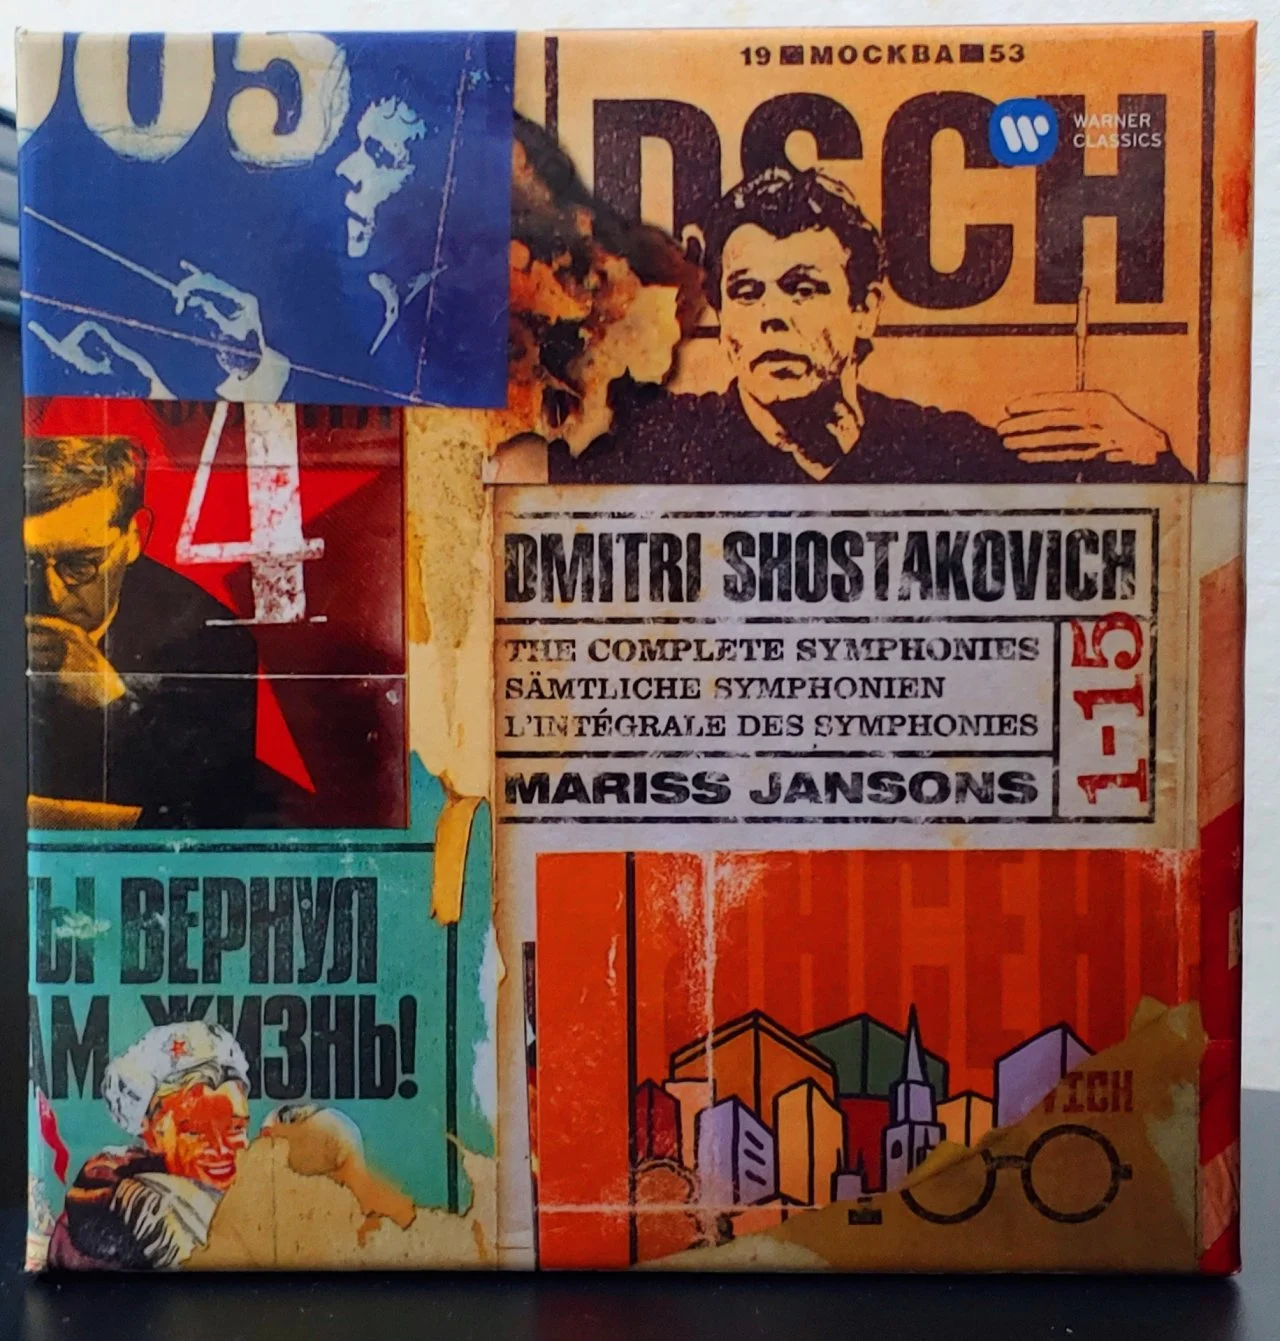 005
19 МОСКВА 53
DSCH
WARNER
CLASSICS
4
DMITRI SHOSTAKOVICH
THE COMPLETE SYMPHONIES
SÄMTLICHE SYMPHONIEN
L'INTÉGRALE DES SYMPHONIES
1-15
MARISS JANSONS
ТЫ ВЕРНУЛ
АМ ЖИЗНЬ!
VICH